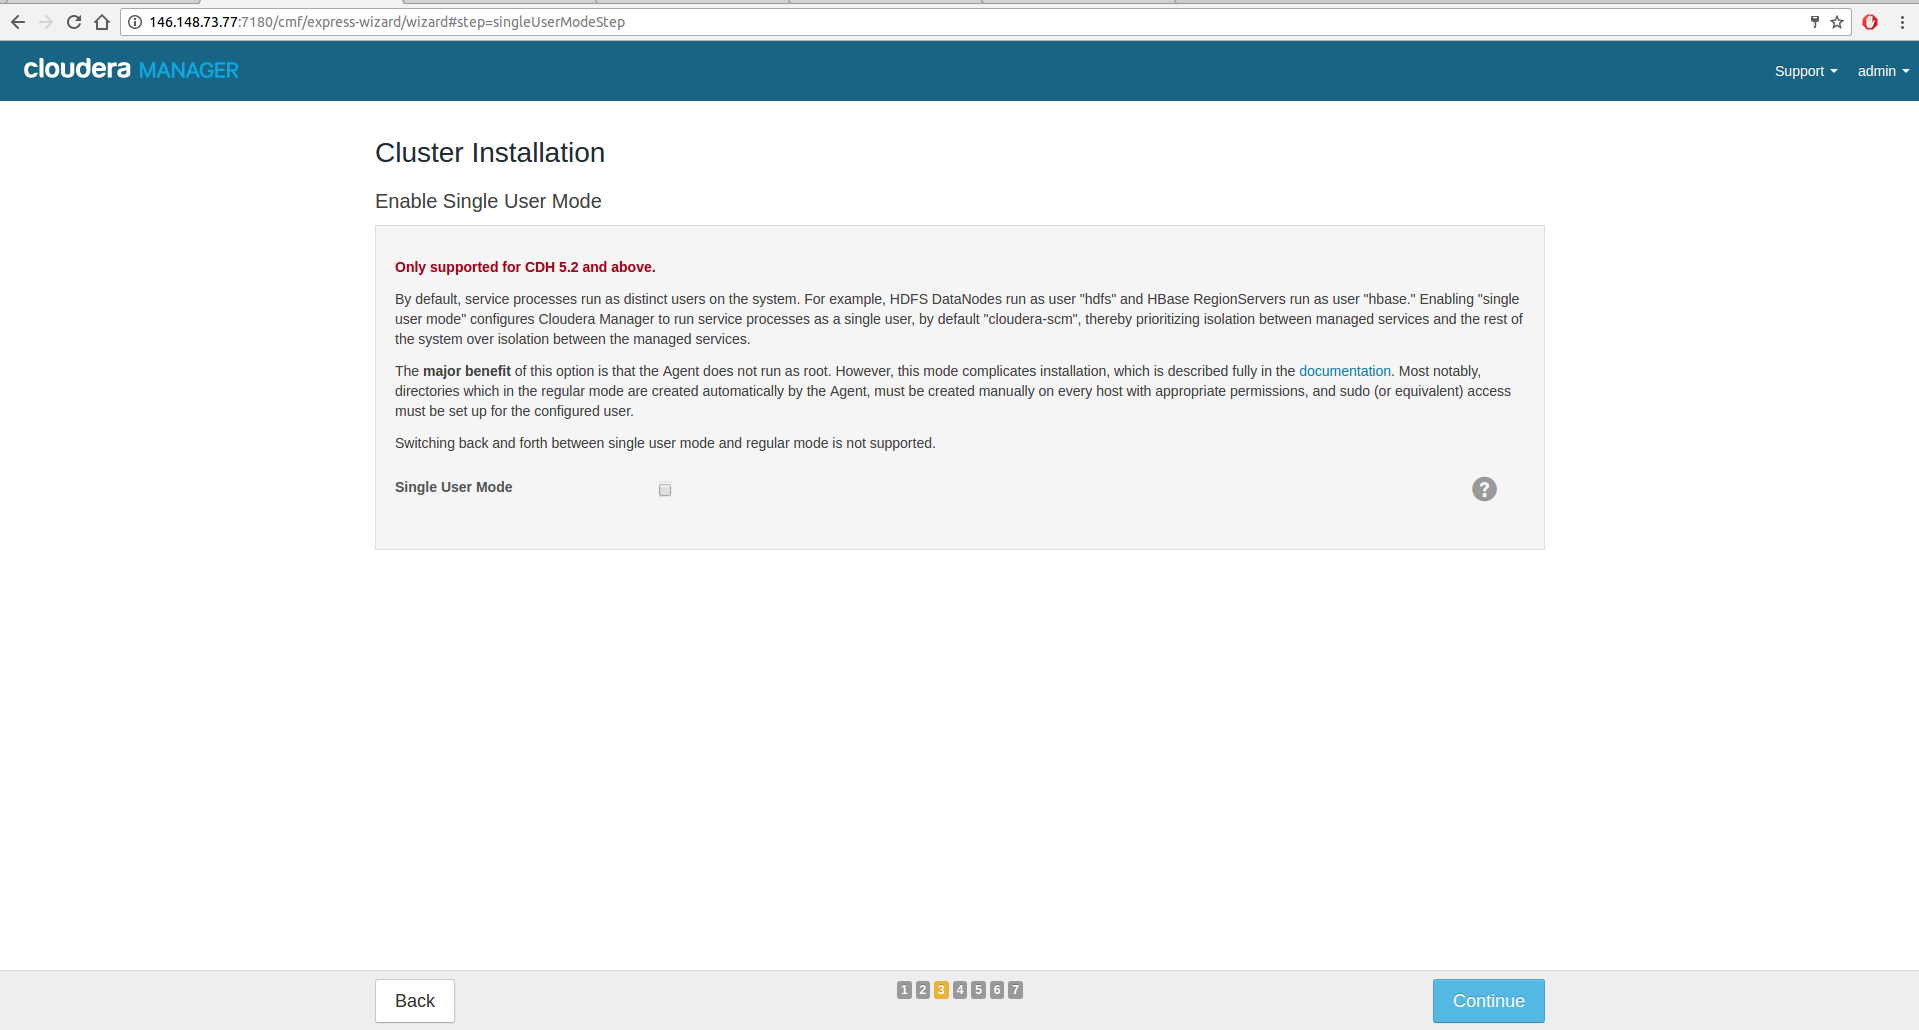 146.148.73.77:7180/cmf/express-wizard/wizard#step=singleUserModeStep
cloudera MANAGER
Support
admin
Cluster Installation
Enable Single User Mode
Only supported for CDH 5.2 and above.
By default, service processes run as distinct users on the system. For example, HDFS DataNodes run as user "hdfs" and HBase RegionServers run as user "hbase." Enabling "single
user mode" configures Cloudera Manager to run service processes as a single user, by default "cloudera-scm", thereby prioritizing isolation between managed services and the rest of
the system over isolation between the managed services.
The major benefit of this option is that the Agent does not run as root. However, this mode complicates installation, which is described fully in the documentation. Most notably,
directories which in the regular mode are created automatically by the Agent, must be created manually on every host with appropriate permissions, and sudo (or equivalent) access
must be set up for the configured user.
Switching back and forth between single user mode and regular mode is not supported.
Single User Mode
?
Back
1 2 3 4 5 6 7
Continue